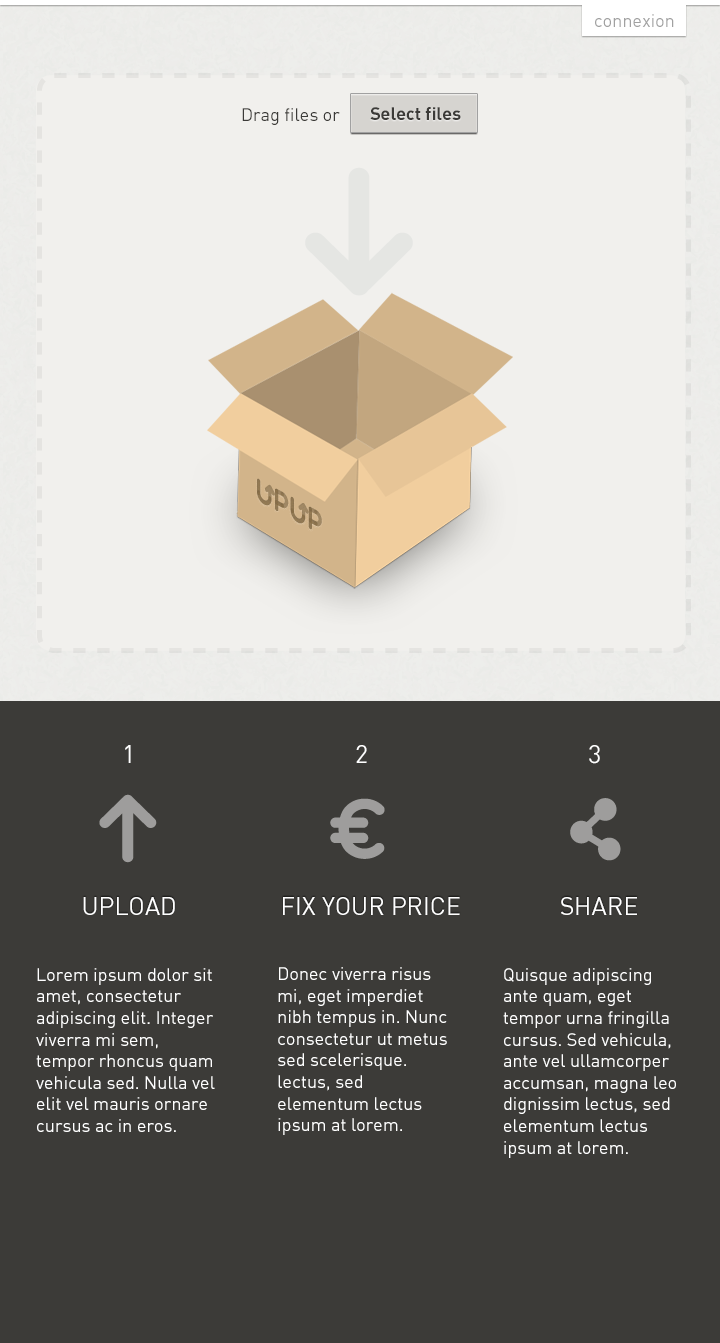 connexion
Drag files or Select files
UPUP
1
2
3
UPLOAD
FIX YOUR PRICE
SHARE
Lorem ipsum dolor sit
amet, consectetur
adipiscing elit. Integer
viverra mi sem,
tempor rhoncus quam
vehicula sed. Nulla vel
elit vel mauris ornare
cursus ac in eros.
Donec viverra risus
mi, eget imperdiet
nibh tempus in. Nunc
consectetur ut metus
sed scelerisque.
lectus, sed
elementum lectus
ipsum at lorem.
Quisque adipiscing
ante quam, eget
tempor urna fringilla
cursus. Sed vehicula,
ante vel ullamcorper
accumsan, magna leo
dignissim lectus, sed
elementum lectus
ipsum at lorem.